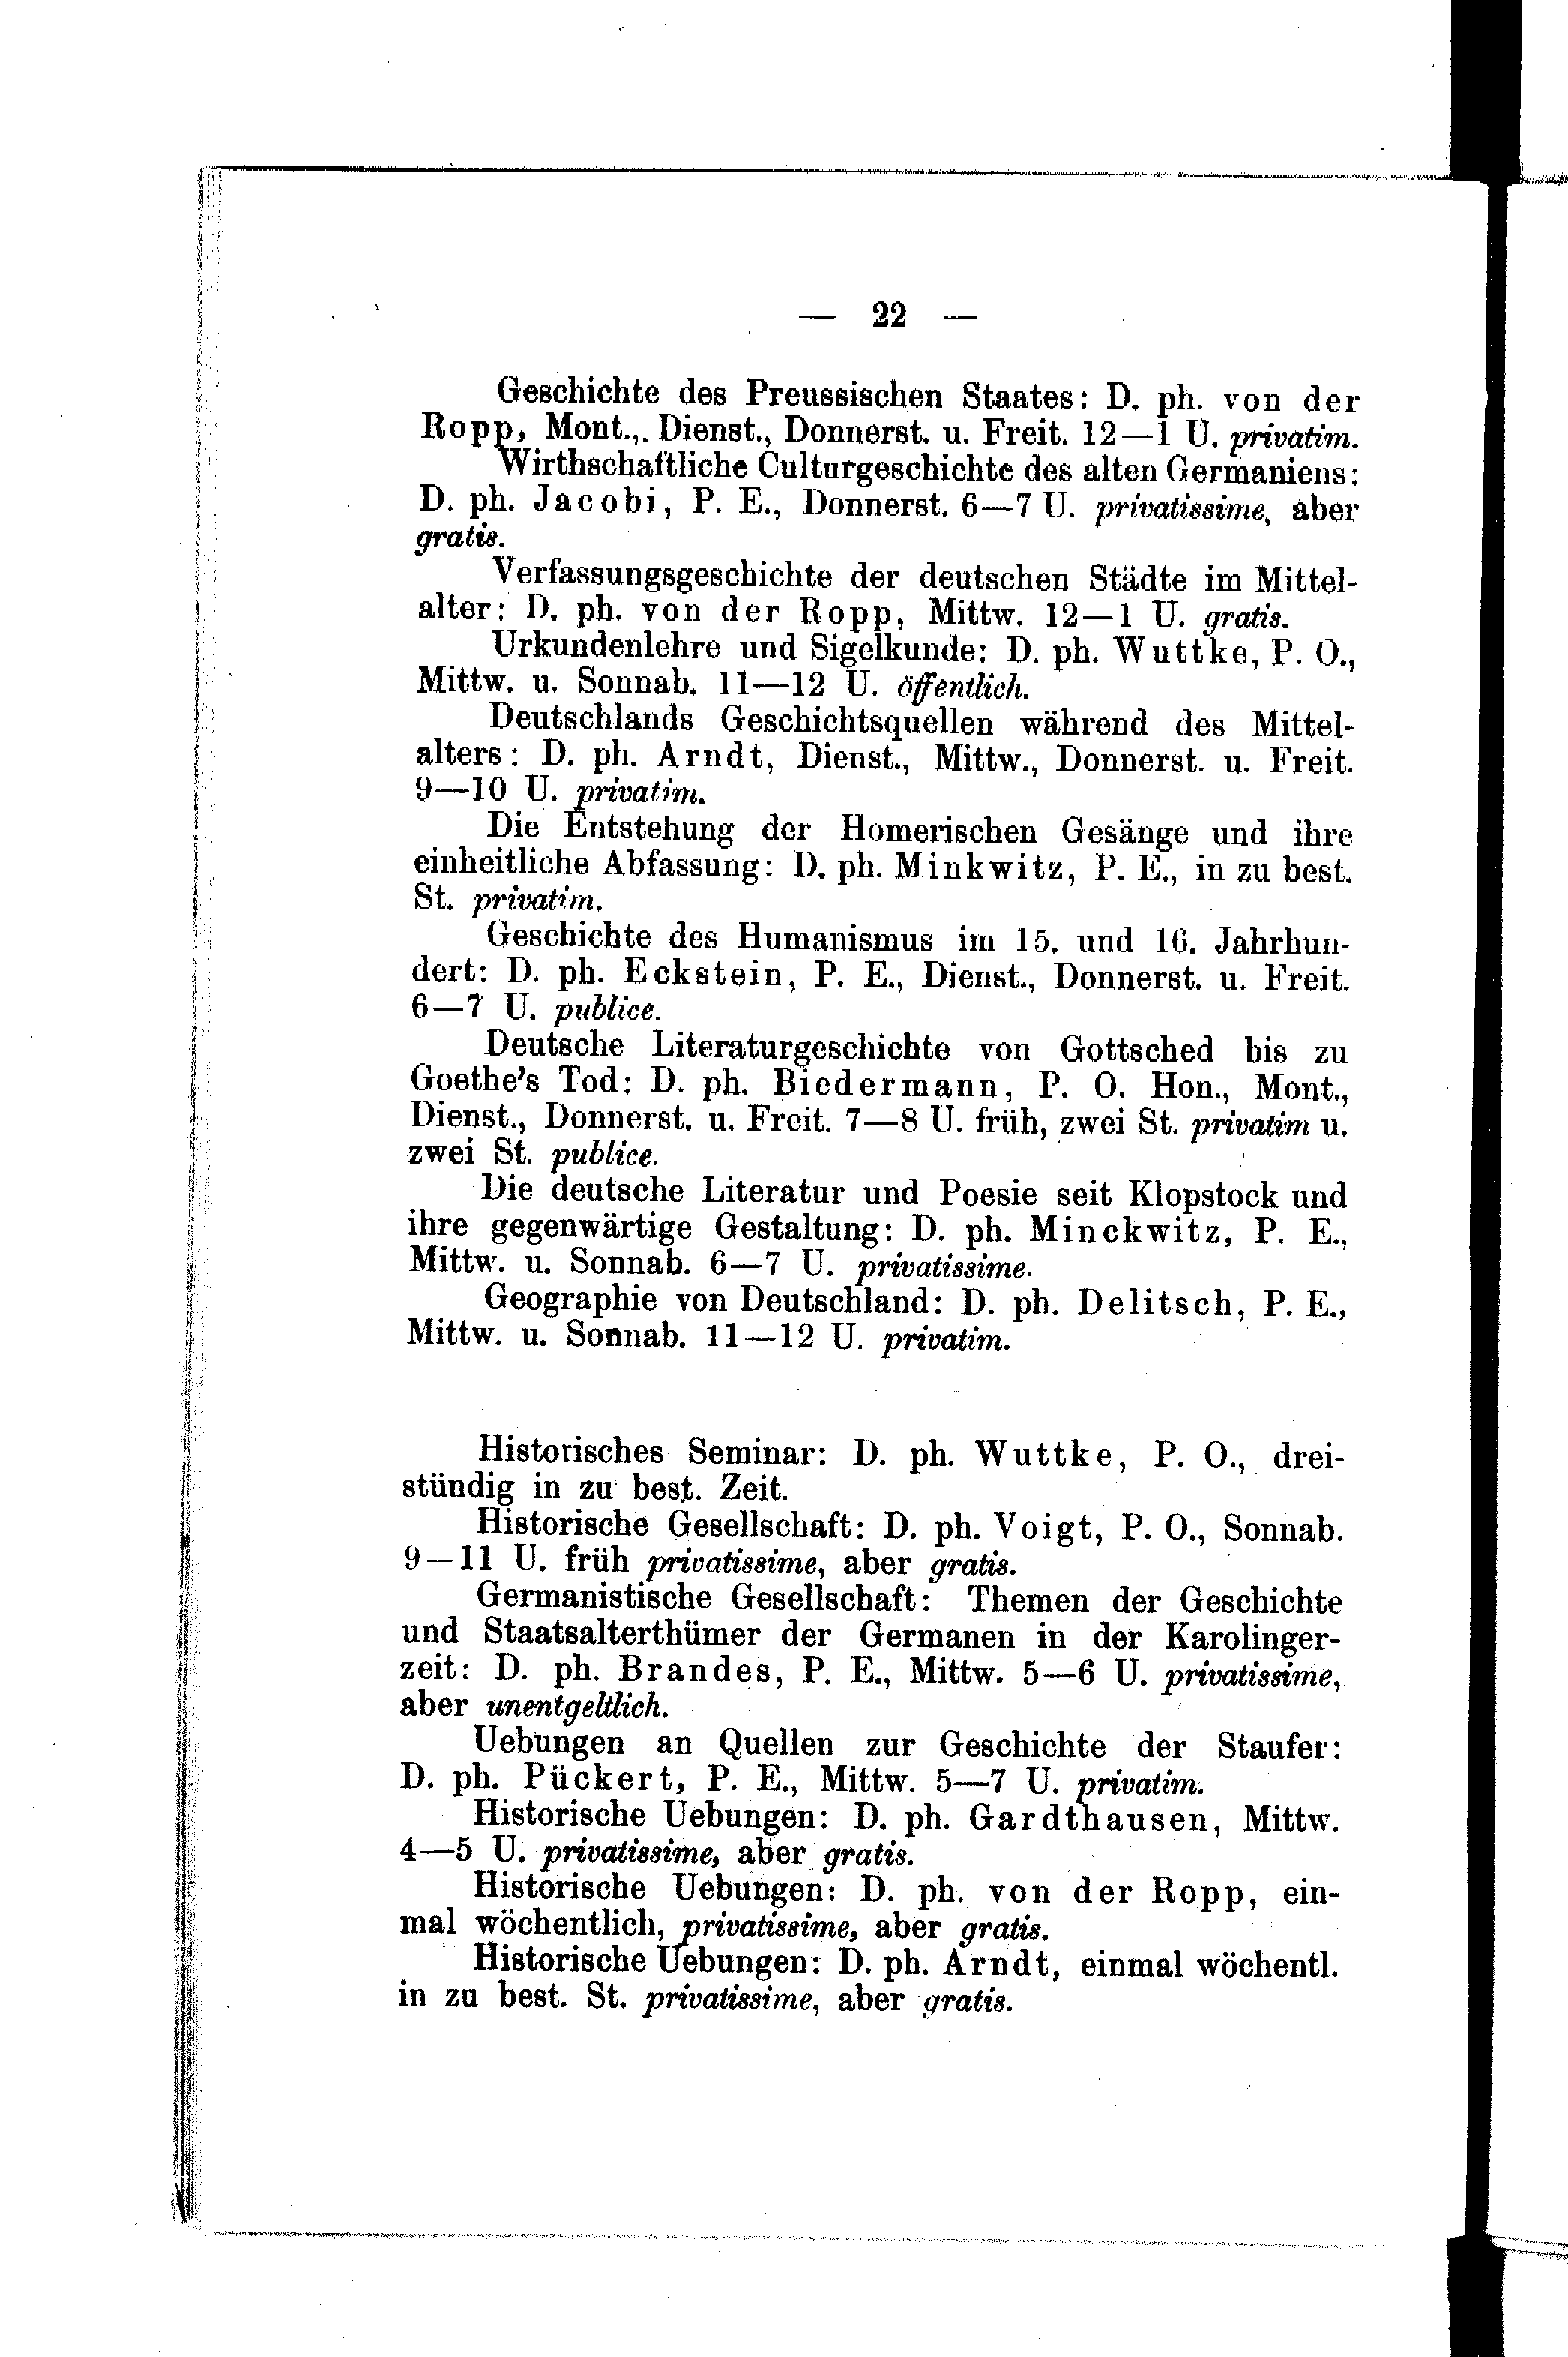 — 22 —
Geschichte des Preussischen Staates: D. ph. von der
Ropp, Mont.,. Dienst., Donnerst. u. Freit. 12—1 U. privatim.
Wirthschaftliche Culturgeschichte des alten Germaniens:
D. ph. Jacobi, P. E., Donnerst. 6—7 U. privatissime, aber
gratis.
Verfassungsgeschichte der deutschen Städte im Mittel-
alter: D. ph. von der Ropp, Mittw. 12—1 U. gratis.
Urkundenlehre und Sigelkunde: D. ph. Wuttke, P. O.,
Mittw. u. Sonnab. 11—12 U. öffentlich.
Deutschlands Geschichtsquellen während des Mittel-
alters: D. ph. Arndt, Dienst., Mittw., Donnerst. u. Freit.
9—10 U. privatim.
Die Entstehung der Homerischen Gesänge und ihre
einheitliche Abfassung: D. ph. Minkwitz, P. E., in zu best.
St. privatim.
Geschichte des Humanismus im 15. und 16. Jahrhun-
dert: D. ph. Eckstein, P. E., Dienst., Donnerst. u. Freit.
6—7 U. publice.
Deutsche Literaturgeschichte von Gottsched bis zu
Goethe's Tod: D. ph. Biedermann, P. O. Hon., Mont.,
Dienst., Donnerst. u. Freit. 7—8 U. früh, zwei St. privatim u.
zwei St. publice.
Die deutsche Literatur und Poesie seit Klopstock und
ihre gegenwärtige Gestaltung: D. ph. Minckwitz, P. E.,
Mittw. u. Sonnab. 6—7 U. privatissime.
Geographie von Deutschland: D. ph. Delitsch, P. E.,
Mittw. u. Sonnab. 11—12 U. privatim.
Historisches Seminar: D. ph. Wuttke, P. O., drei-
stündig in zu best. Zeit.
Historische Gesellschaft: D. ph. Voigt, P. O., Sonnab.
9—11 U. früh privatissime, aber gratis.
Germanistische Gesellschaft: Themen der Geschichte
und Staatsalterthümer der Germanen in der Karolinger-
zeit: D. ph. Brandes, P. E., Mittw. 5—6 U. privatissime,
aber unentgeltlich.
Uebungen an Quellen zur Geschichte der Staufer:
D. ph. Pückert, P. E., Mittw. 5—7 U. privatim.
Historische Uebungen: D. ph. Gardthausen, Mittw.
4—5 U. privatissime, aber gratis.
Historische Uebungen: D. ph. von der Ropp, ein-
mal wöchentlich, privatissime, aber gratis.
Historische Uebungen: D. ph. Arndt, einmal wöchentl.
in zu best. St. privatissime, aber gratis.